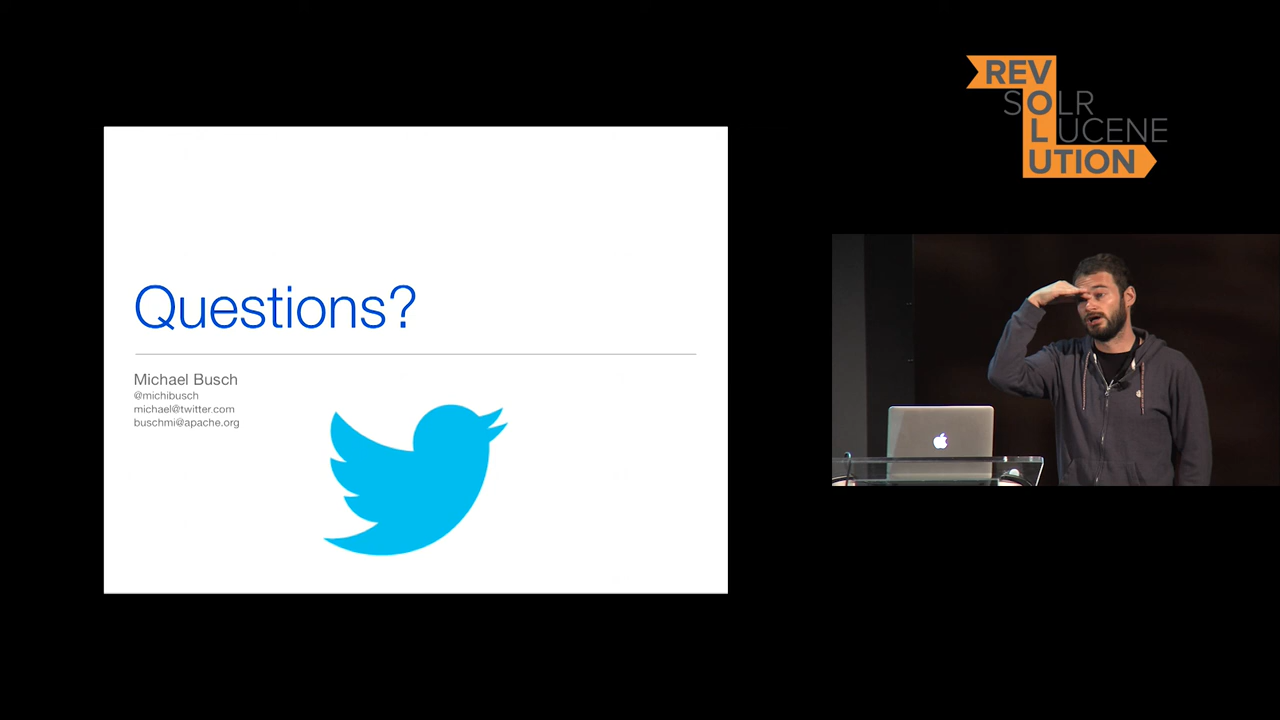 Questions?
Michael Busch
@michibusch
michael@twitter.com
buschmi@apache.org
REV
SOLR
LUCENE
UTION